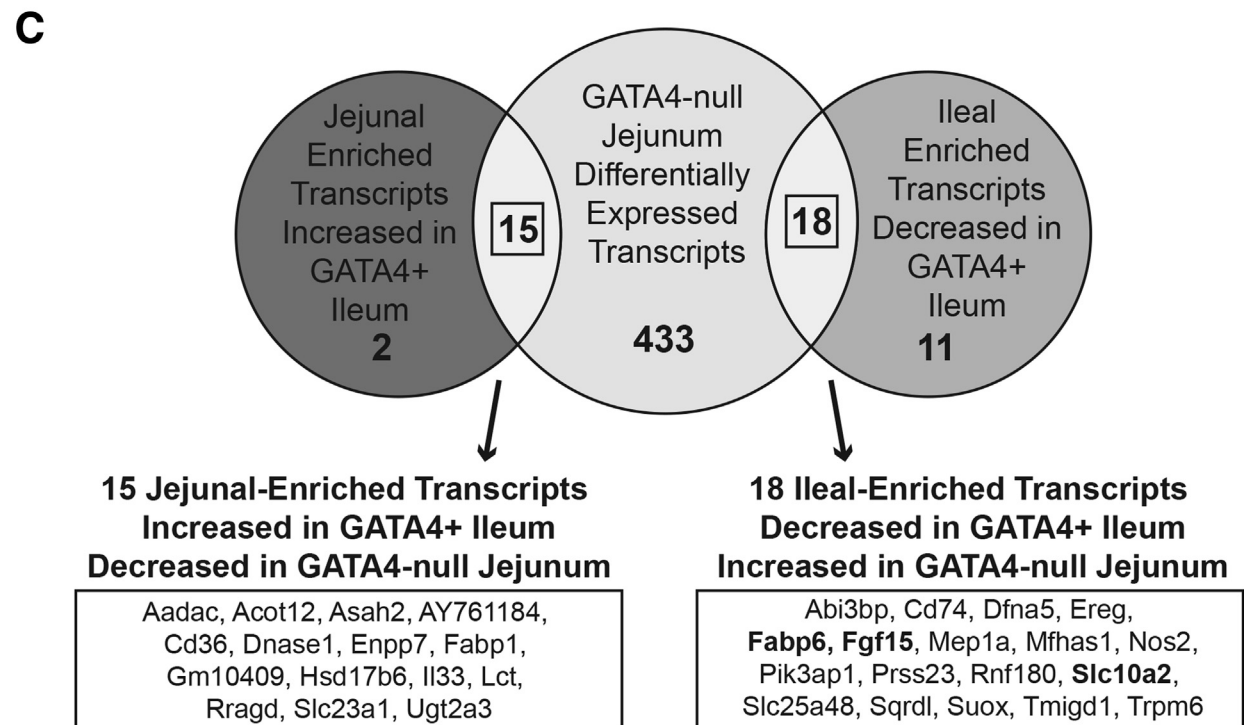 C
Jejunal
Enriched
Transcripts
Increased in
GATA4+
Ileum
2
15
GATA4-null
Jejunum
Differentially
Expressed
Transcripts
433
18
Ileal
Enriched
Transcripts
Decreased in
GATA4+
Ileum
11
15 Jejunal-Enriched Transcripts
Increased in GATA4+ Ileum
Decreased in GATA4-null Jejunum
Aadac, Acot12, Asah2, AY761184,
Cd36, Dnase1, Enpp7, Fabp1,
Gm10409, Hsd17b6, Il33, Lct,
Rragd, Slc23a1, Ugt2a3
18 Ileal-Enriched Transcripts
Decreased in GATA4+ Ileum
Increased in GATA4-null Jejunum
Abi3bp, Cd74, Dfna5, Ereg,
Fabp6, Fgf15, Mep1a, Mfhas1, Nos2,
Pik3ap1, Prss23, Rnf180, Slc10a2,
Slc25a48, Sqrdl, Suox, Tmigd1, Trpm6